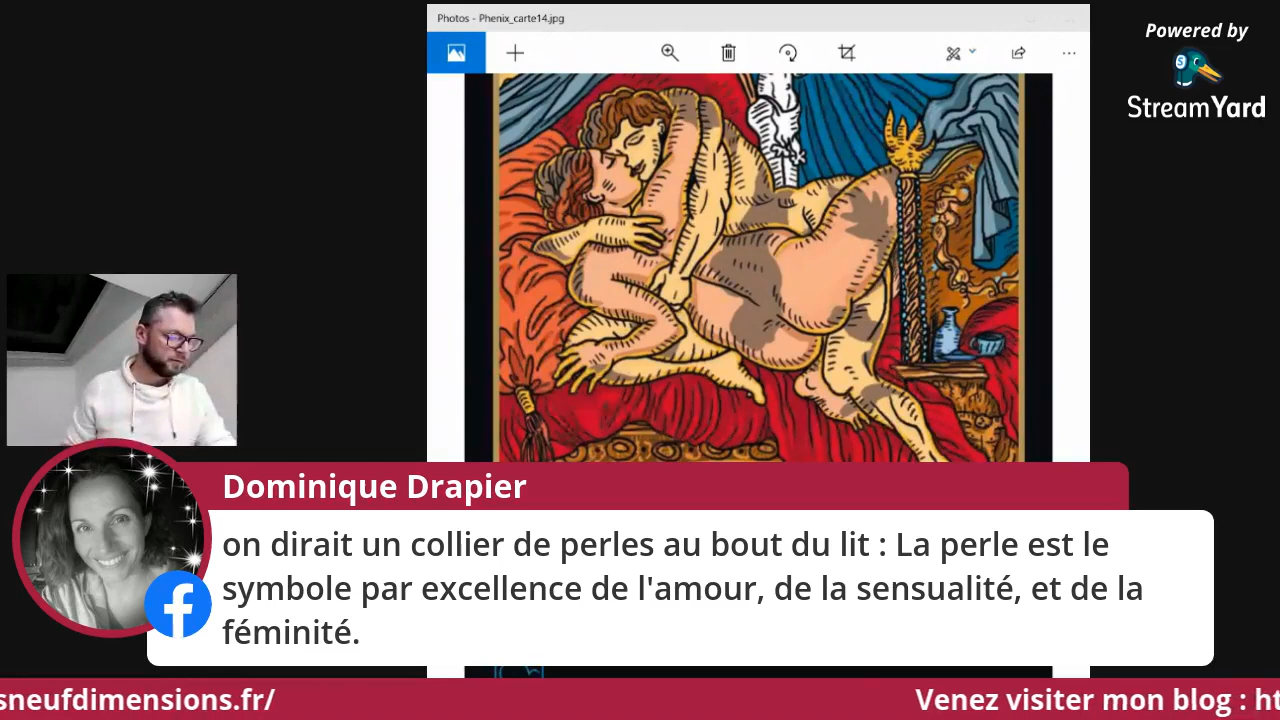 Photos - Phenix_carte14.jpg
Powered by
StreamYard
Dominique Drapier
on dirait un collier de perles au bout du lit : La perle est le
symbole par excellence de l'amour, de la sensualité, et de la
féminité.
sneufdimensions.fr/
Venez visiter mon blog : ht